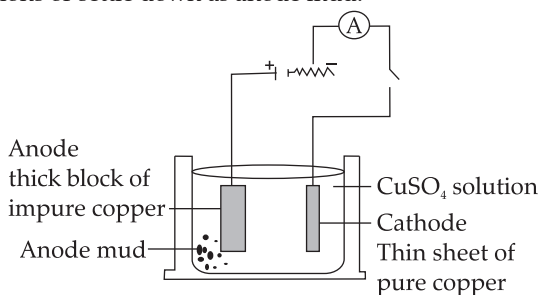 A
+
−
Anode
thick block of
impure copper
Anode mud
CuSO₄ solution
Cathode
Thin sheet of
pure copper